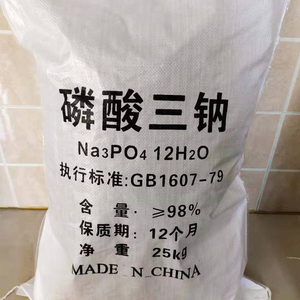 磷酸三钠
Na3PO4 12H2O
执行标准:GB1607-79
含 量: ≥98%
保质期: 12个月
净 重 25kg
MADE N CHINA